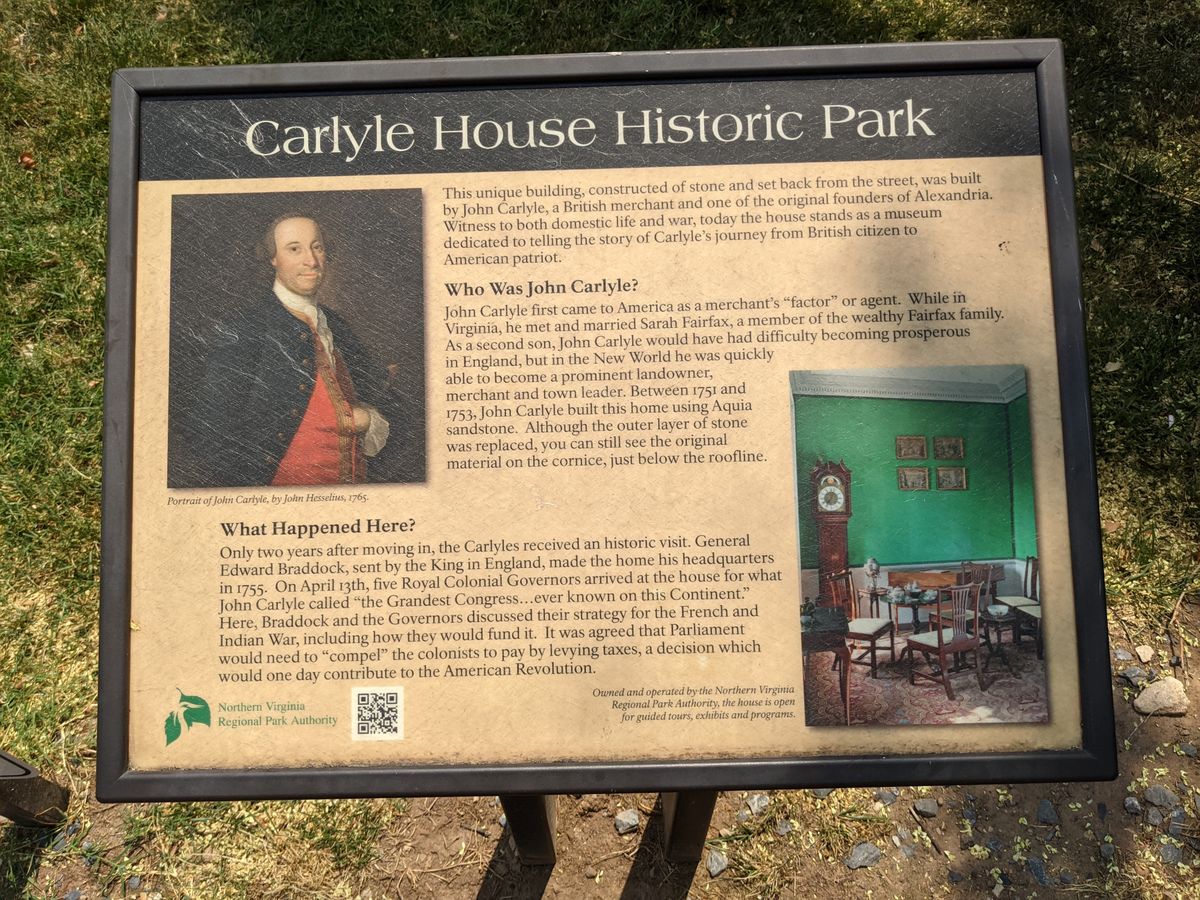 Carlyle House Historic Park
This unique building, constructed of stone and set back from the street, was built
by John Carlyle, a British merchant and one of the original founders of Alexandria.
Witness to both domestic life and war, today the house stands as a museum
dedicated to telling the story of Carlyle's journey from British citizen to
American patriot.
Who Was John Carlyle?
John Carlyle first came to America as a merchant's “factor” or agent. While in
Virginia, he met and married Sarah Fairfax, a member of the wealthy Fairfax family.
As a second son, John Carlyle would have had difficulty becoming prosperous
in England, but in the New World he was quickly
able to become a prominent landowner,
merchant and town leader. Between 1751 and
1753, John Carlyle built this home using Aquia
sandstone. Although the outer layer of stone
was replaced, you can still see the original
material on the cornice, just below the roofline.
Portrait of John Carlyle, by John Hesselius, 1765.
What Happened Here?
Only two years after moving in, the Carlyles received an historic visit. General
Edward Braddock, sent by the King in England, made the home his headquarters
in 1755. On April 13th, five Royal Colonial Governors arrived at the house for what
John Carlyle called “the Grandest Congress…ever known on this Continent.”
Here, Braddock and the Governors discussed their strategy for the French and
Indian War, including how they would fund it. It was agreed that Parliament
would need to “compel” the colonists to pay by levying taxes, a decision which
would one day contribute to the American Revolution.
Northern Virginia
Regional Park Authority
Owned and operated by the Northern Virginia
Regional Park Authority, the house is open
for guided tours, exhibits and programs.